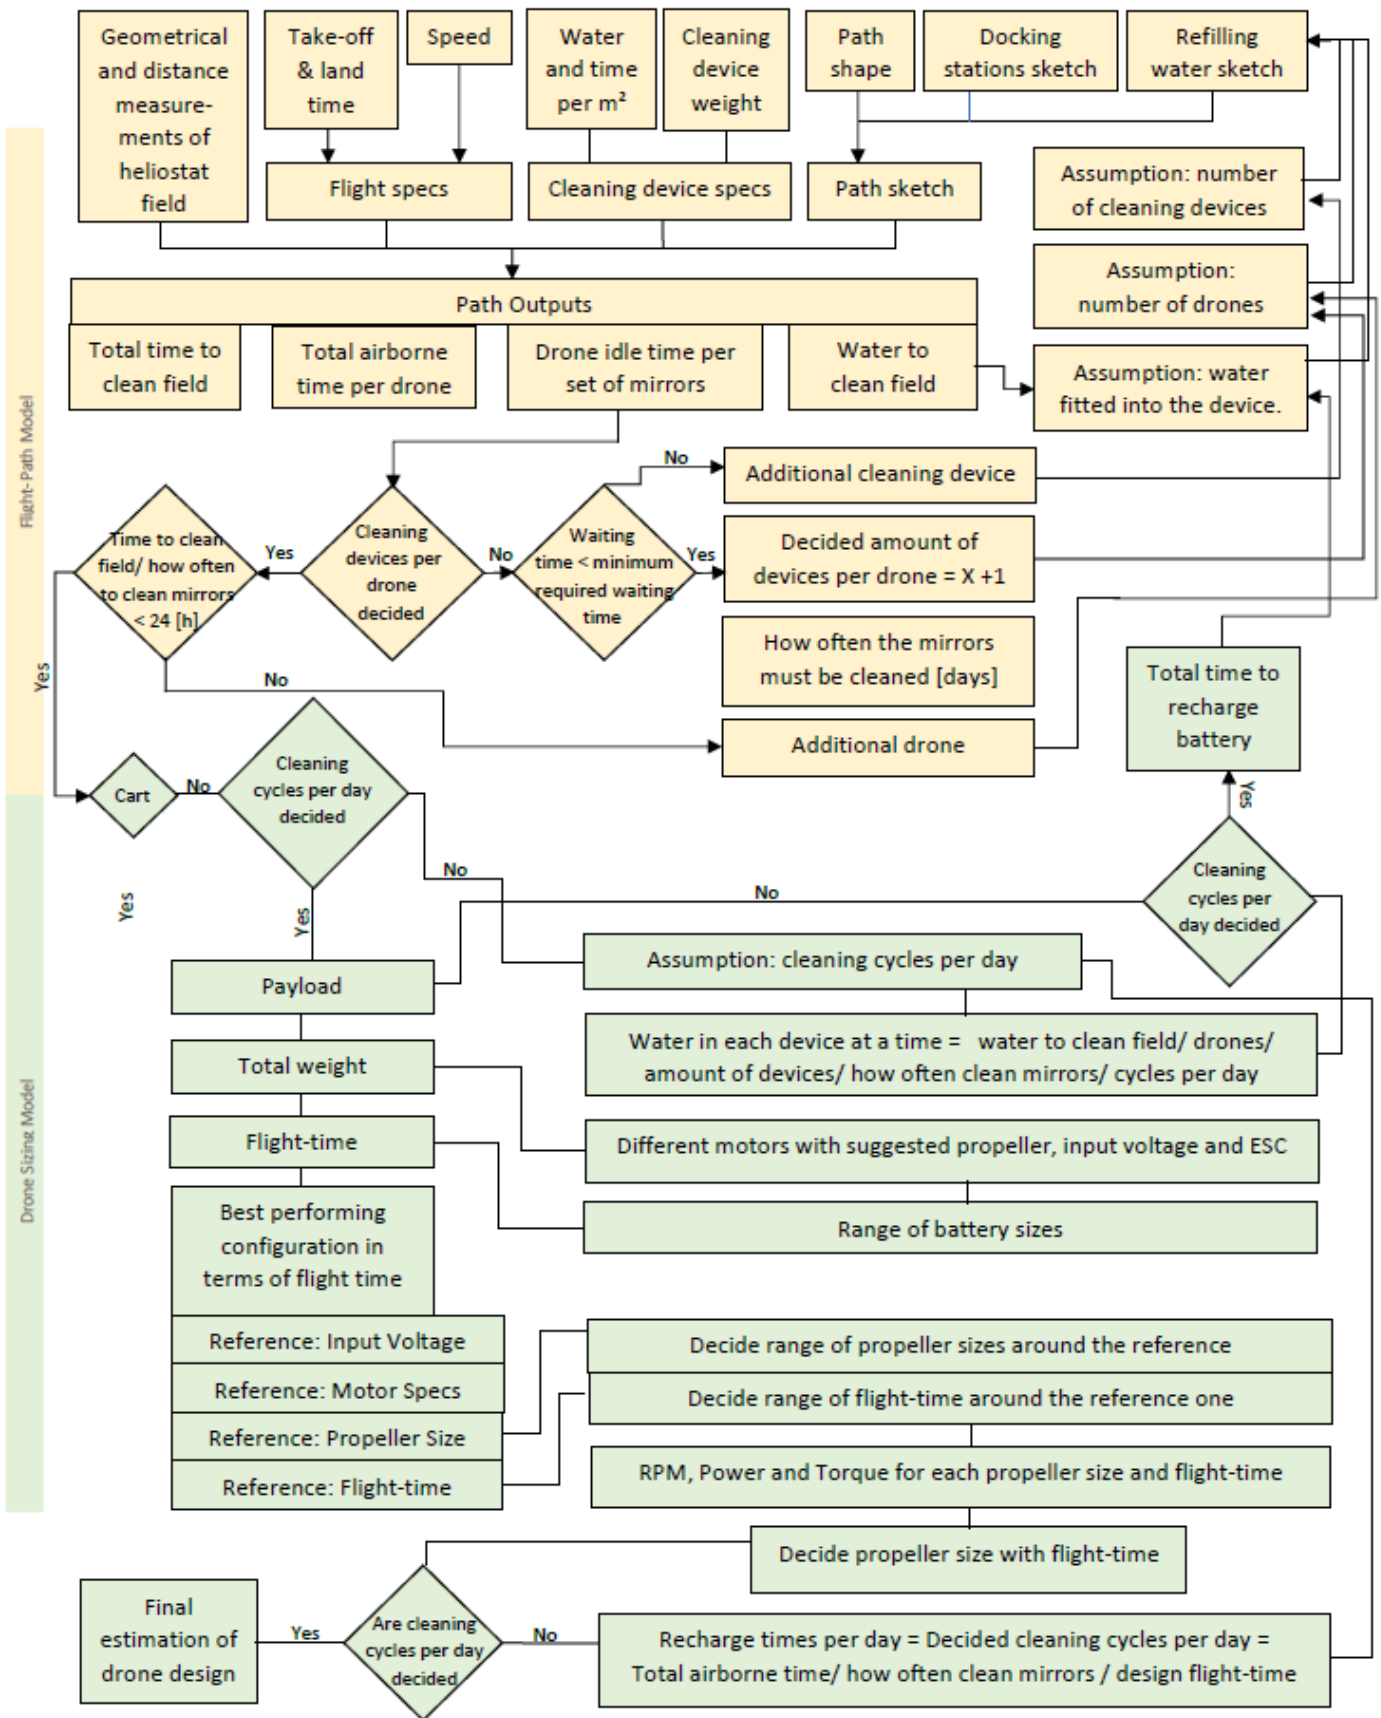 Geometrical
and distance
measure-
ments of
heliostat
field
Take-off
& land
time
Speed
Water
and time
per m²
Cleaning
device
weight
Path
shape
Docking
stations sketch
Refilling
water sketch
Flight specs
Cleaning device specs
Path sketch
Assumption: number
of cleaning devices
Assumption:
number of drones
Path Outputs
Total time to
clean field
Total airborne
time per drone
Drone idle time per
set of mirrors
Water to
clean field
Assumption: water
fitted into the device.
Flight-Path Model
No
Additional cleaning device
Time to clean
field/ how often
to clean mirrors
< 24 [h]
Yes
Cleaning
devices per
drone
decided
No
Waiting
time < minimum
required waiting
time
Yes
Decided amount of
devices per drone = X +1
How often the mirrors
must be cleaned [days]
Yes
No
Additional drone
Total time to
recharge
battery
Cart
No
Cleaning
cycles per day
decided
Yes
No
No
Cleaning
cycles per
day decided
Yes
Yes
Drone Sizing Model
Payload
Assumption: cleaning cycles per day
Total weight
Water in each device at a time = water to clean field/ drones/
amount of devices/ how often clean mirrors/ cycles per day
Flight-time
Different motors with suggested propeller, input voltage and ESC
Best performing
configuration in
terms of flight time
Range of battery sizes
Reference: Input Voltage
Reference: Motor Specs
Reference: Propeller Size
Reference: Flight-time
Decide range of propeller sizes around the reference
Decide range of flight-time around the reference one
RPM, Power and Torque for each propeller size and flight-time
Decide propeller size with flight-time
Final
estimation of
drone design
Yes
Are cleaning
cycles per day
decided
No
Recharge times per day = Decided cleaning cycles per day =
Total airborne time/ how often clean mirrors / design flight-time